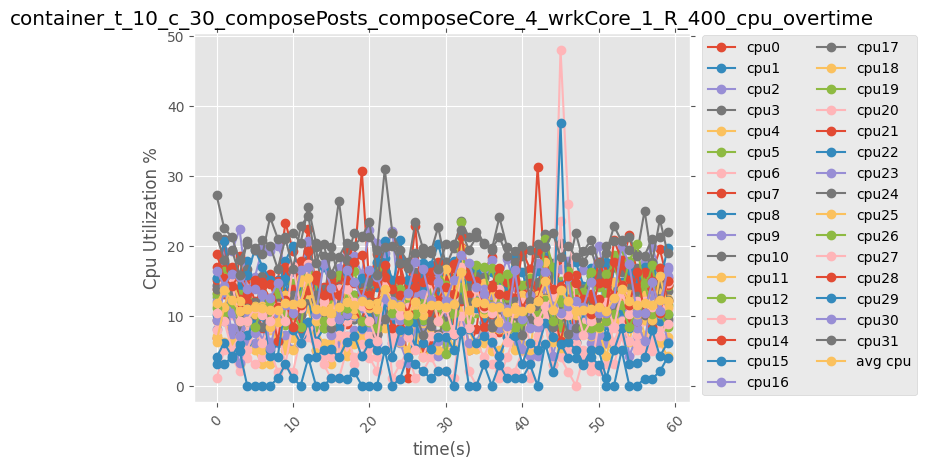 container_t_10_c_30_composePosts_composeCore_4_wrkCore_1_R_400_cpu_overtime
50
40
30
20
10
0
Cpu Utilization %
0
10
20
30
40
50
60
time(s)
cpu0
cpu1
cpu2
cpu3
cpu4
cpu5
cpu6
cpu7
cpu8
cpu9
cpu10
cpu11
cpu12
cpu13
cpu14
cpu15
cpu16
cpu17
cpu18
cpu19
cpu20
cpu21
cpu22
cpu23
cpu24
cpu25
cpu26
cpu27
cpu28
cpu29
cpu30
cpu31
avg cpu